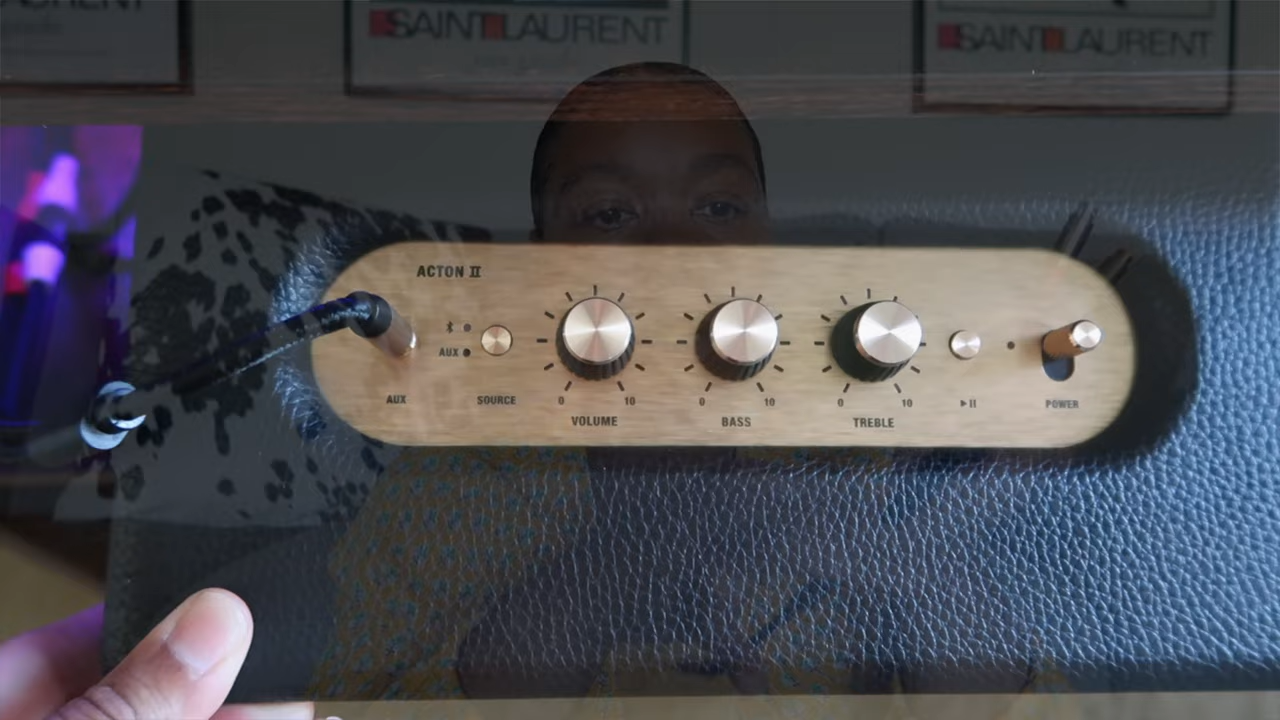 SAINT LAURENT
SAINT LAURENT
ACTON II
AUX
AUX
SOURCE
0 10
VOLUME
0 10
BASS
0 10
TREBLE
POWER